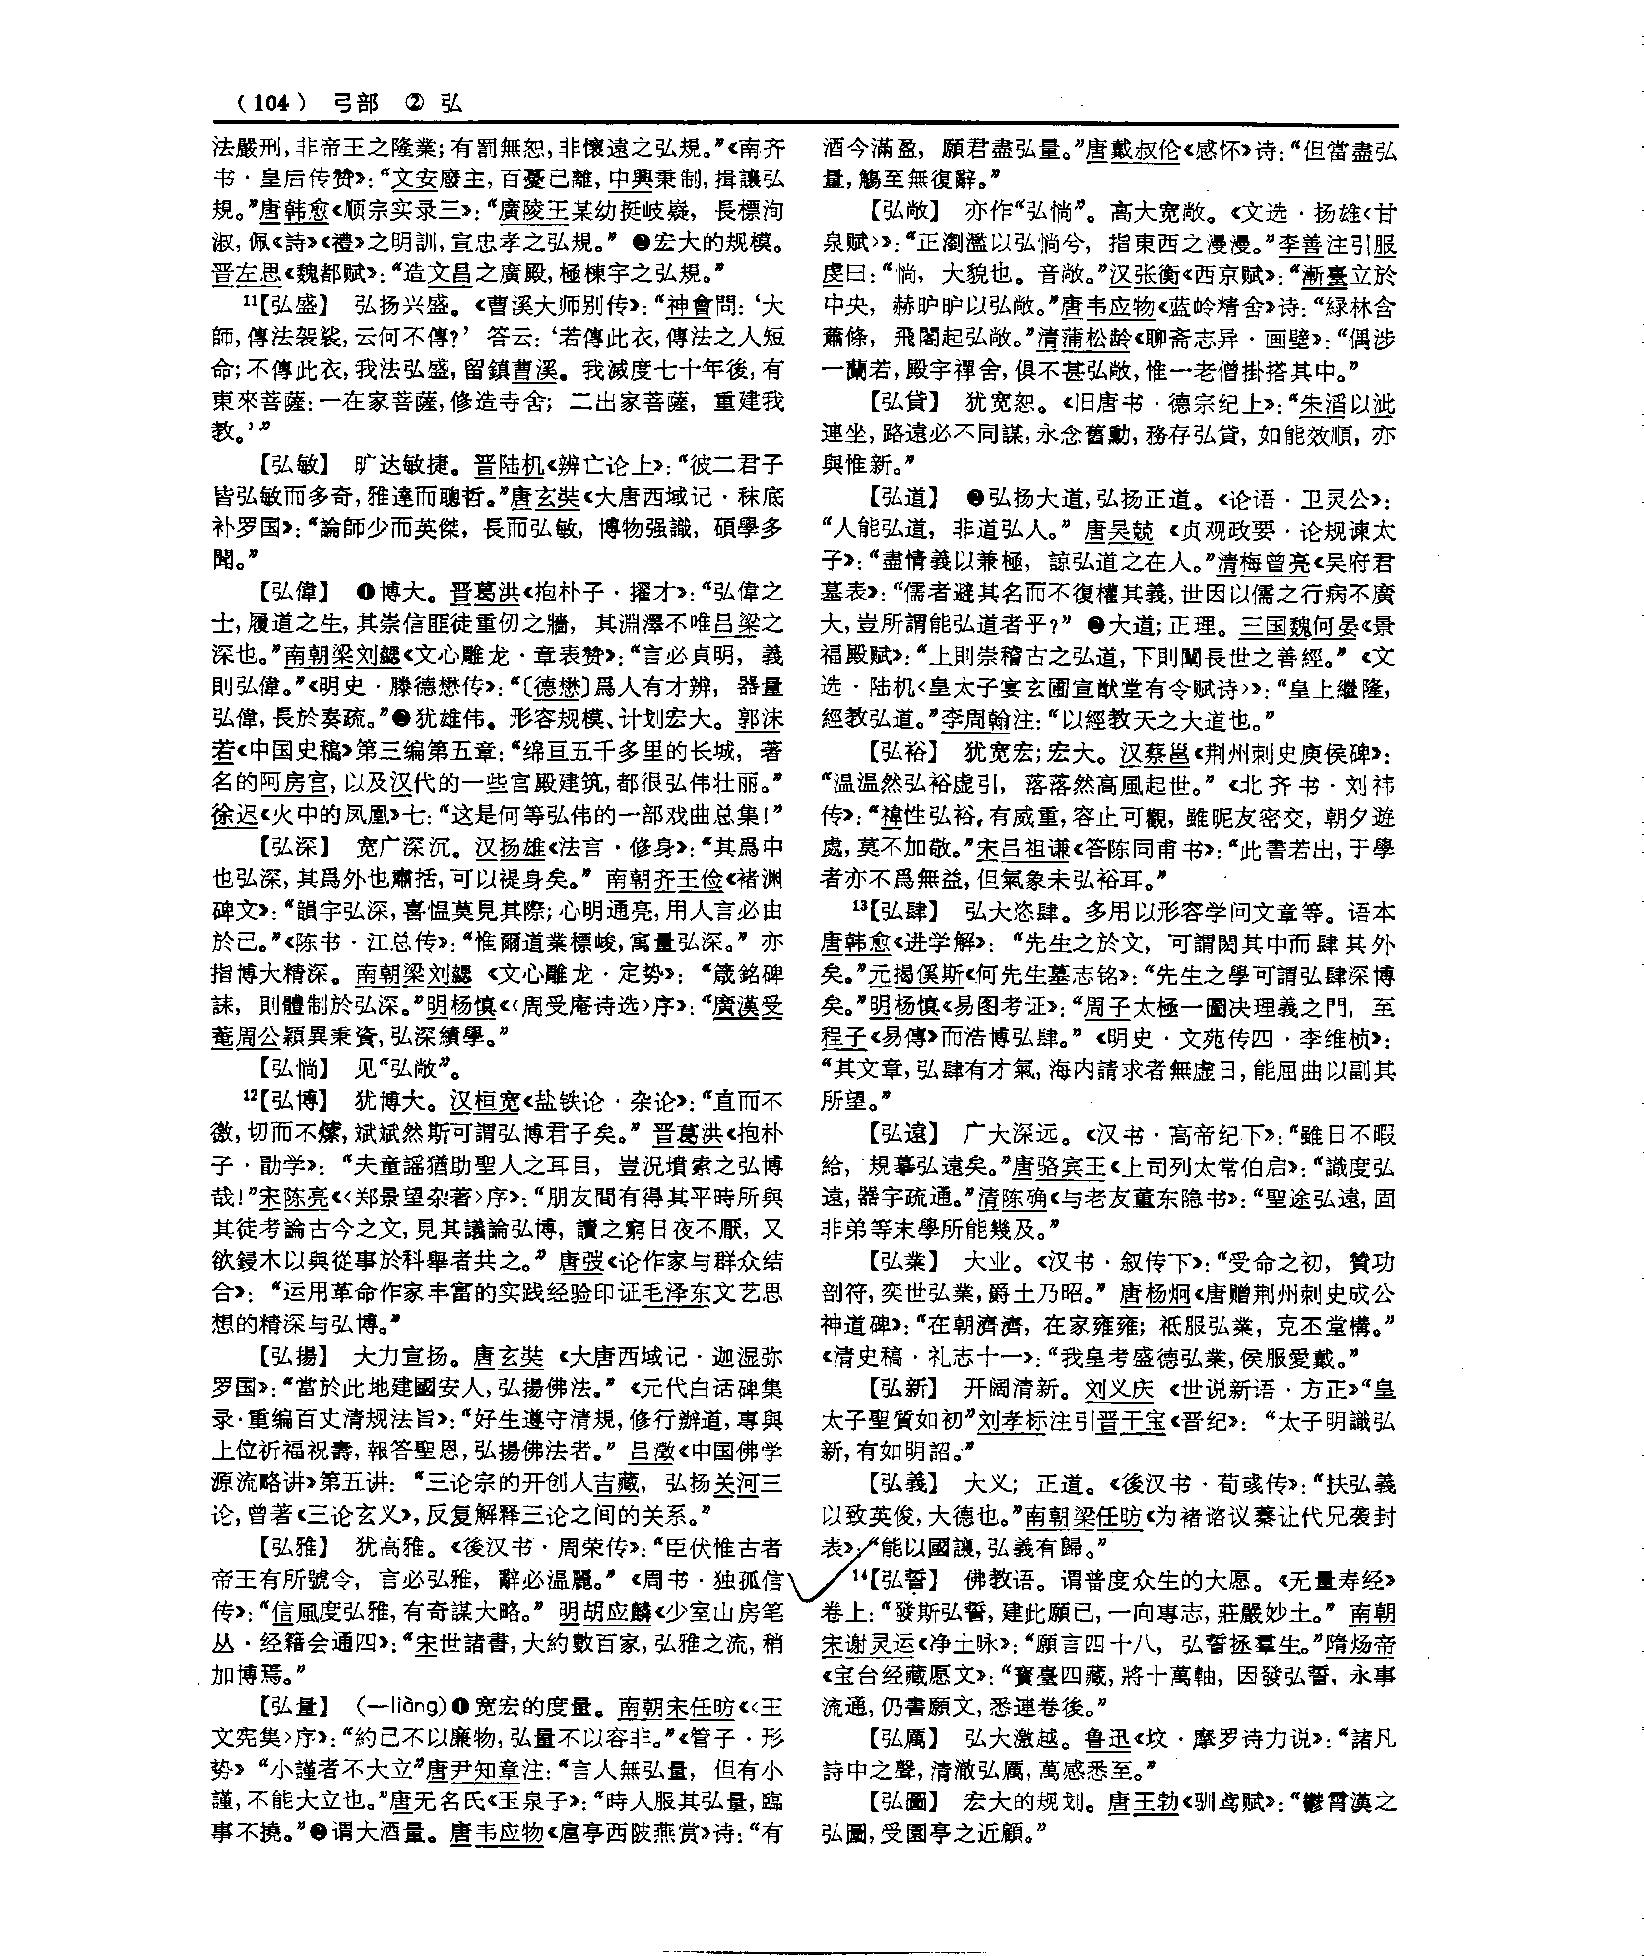 （104） 弓部 ② 弘
法嚴刑，非帝王之隆業；有罰無恕，非懷遠之弘規。”《南齐
书·皇后传赞》：“文安廢主，百憂已離，中興秉制，揖讓弘
規。”唐韩愈《顺宗实录三》：“廣陵王某幼挺岐嶷，長標洵
淑，佩《詩》《禮》之明訓，宣忠孝之弘規。” ❷宏大的规模。
晋左思《魏都赋》：“造文昌之廣殿，極棟宇之弘規。”
¹¹【弘盛】 弘扬兴盛。《曹溪大师别传》：“神會問：‘大
師，傳法袈裟，云何不傳？’ 答云：‘若傳此衣，傳法之人短
命；不傳此衣，我法弘盛，留鎮曹溪。我滅度七十年後，有
東來菩薩：一在家菩薩，修造寺舍；二出家菩薩，重建我
教。’”
【弘敏】 旷达敏捷。晋陆机《辨亡论上》：“彼二君子
皆弘敏而多奇，雅達而聰哲。”唐玄奘《大唐西域记·秣底
补罗国》：“論師少而英傑，長而弘敏，博物强識，碩學多
聞。”
【弘偉】 ❶博大。晋葛洪《抱朴子·擢才》：“弘偉之
士，履道之生，其崇信匪徒重仞之牆，其淵澤不唯吕梁之
深也。”南朝梁刘勰《文心雕龙·章表赞》：“言必貞明，義
則弘偉。”《明史·滕德懋传》：“〔德懋〕爲人有才辨，器量
弘偉，長於奏疏。”❷犹雄伟。形容规模、计划宏大。郭沫
若《中国史稿》第三编第五章：“绵亘五千多里的长城，著
名的阿房宫，以及汉代的一些宫殿建筑，都很弘伟壮丽。”
徐迟《火中的凤凰》七：“这是何等弘伟的一部戏曲总集！”
【弘深】 宽广深沉。汉扬雄《法言·修身》：“其爲中
也弘深，其爲外也肅括，可以禔身矣。” 南朝齐王俭《褚渊
碑文》：“韻宇弘深，喜愠莫見其際；心明通亮，用人言必由
於己。”《陈书·江总传》：“惟爾道業標峻，寓量弘深。” 亦
指博大精深。南朝梁刘勰《文心雕龙·定势》：“箴銘碑
誄，則體制於弘深。”明杨慎《〈周受庵诗选〉序》：“廣漢受
菴周公穎異秉資，弘深績學。”
【弘惝】 见“弘敞”。
¹²【弘博】 犹博大。汉桓宽《盐铁论·杂论》：“直而不
徼，切而不㷮，斌斌然斯可謂弘博君子矣。” 晋葛洪《抱朴
子·勖学》：“夫童謡猶助聖人之耳目，豈況墳索之弘博
哉！”宋陈亮《〈郑景望杂著〉序》：“朋友間有得其平時所與
其徒考論古今之文，見其議論弘博，讀之窮日夜不厭，又
欲鋟木以與從事於科舉者共之。” 唐弢《论作家与群众结
合》：“运用革命作家丰富的实践经验印证毛泽东文艺思
想的精深与弘博。”
【弘揚】 大力宣扬。唐玄奘《大唐西域记·迦湿弥
罗国》：“當於此地建國安人，弘揚佛法。”《元代白话碑集
录·重编百丈清规法旨》：“好生遵守清規，修行辦道，專與
上位祈福祝壽，報答聖恩，弘揚佛法者。” 吕澂《中国佛学
源流略讲》第五讲：“三论宗的开创人吉藏，弘扬关河三
论，曾著《三论玄义》，反复解释三论之间的关系。”
【弘雅】 犹高雅。《後汉书·周荣传》：“臣伏惟古者
帝王有所號令，言必弘雅，辭必温麗。”《周书·独孤信
传》：“信風度弘雅，有奇謀大略。” 明胡应麟《少室山房笔
丛·经籍会通四》：“宋世諸書，大約數百家，弘雅之流，稍
加博焉。”
【弘量】 （—liàng）❶宽宏的度量。南朝宋任昉《〈王
文宪集〉序》：“約己不以廉物，弘量不以容非。”《管子·形
势》“小謹者不大立”唐尹知章注：“言人無弘量，但有小
謹，不能大立也。”唐无名氏《玉泉子》：“時人服其弘量，臨
事不撓。”❷谓大酒量。唐韦应物《扈亭西陂燕赏》诗：“有
酒今滿盈，願君盡弘量。”唐戴叔伦《感怀》诗：“但當盡弘
量，觴至無復辭。”
【弘敞】 亦作“弘惝”。高大宽敞。《文选·扬雄〈甘
泉赋〉》：“正瀏濫以弘惝兮，指東西之漫漫。”李善注引服
虔曰：“惝，大貌也。音敞。”汉张衡《西京赋》：“漸臺立於
中央，赫昈昈以弘敞。”唐韦应物《蓝岭精舍》诗：“緑林含
蕭條，飛閣起弘敞。”清蒲松龄《聊斋志异·画壁》：“偶涉
一蘭若，殿宇禪舍，俱不甚弘敞，惟一老僧掛搭其中。”
【弘貸】 犹宽恕。《旧唐书·德宗纪上》：“朱滔以泚
連坐，路遠必不同謀，永念舊勳，務存弘貸，如能效順，亦
與惟新。”
【弘道】 ❷弘扬大道，弘扬正道。《论语·卫灵公》：
“人能弘道，非道弘人。” 唐吴兢《贞观政要·论规谏太
子》：“盡情義以兼極，諒弘道之在人。”清梅曾亮《吴府君
墓表》：“儒者避其名而不復權其義，世因以儒之行病不廣
大，豈所謂能弘道者乎？” ❷大道；正理。三国魏何晏《景
福殿赋》：“上則崇稽古之弘道，下則闡長世之善經。”《文
选·陆机〈皇太子宴玄圃宣猷堂有令赋诗〉》：“皇上繼隆，
經教弘道。”李周翰注：“以經教天之大道也。”
【弘裕】 犹宽宏；宏大。汉蔡邕《荆州刺史庾侯碑》：
“温温然弘裕虚引，落落然高風起世。”《北齐书·刘祎
传》：“禕性弘裕，有威重，容止可觀，雖昵友密交，朝夕遊
處，莫不加敬。”宋吕祖谦《答陈同甫书》：“此書若出，于學
者亦不爲無益，但氣象未弘裕耳。”
¹³【弘肆】 弘大恣肆。多用以形容学问文章等。语本
唐韩愈《进学解》：“先生之於文，可謂閎其中而肆其外
矣。”元揭傒斯《何先生墓志铭》：“先生之學可謂弘肆深博
矣。”明杨慎《易图考证》：“周子太極一圖决理義之門，至
程子《易傳》而浩博弘肆。”《明史·文苑传四·李维桢》：
“其文章，弘肆有才氣，海内請求者無虚日，能屈曲以副其
所望。”
【弘遠】 广大深远。《汉书·高帝纪下》：“雖日不暇
給，規摹弘遠矣。”唐骆宾王《上司列太常伯启》：“識度弘
遠，器宇疏通。”清陈确《与老友董东隐书》：“聖途弘遠，固
非弟等末學所能幾及。”
【弘業】 大业。《汉书·叙传下》：“受命之初，贊功
剖符，奕世弘業，爵土乃昭。” 唐杨炯《唐赠荆州刺史成公
神道碑》：“在朝濟濟，在家雍雍；祗服弘業，克丕堂構。”
《清史稿·礼志十一》：“我皇考盛德弘業，侯服愛戴。”
【弘新】 开阔清新。刘义庆《世说新语·方正》“皇
太子聖質如初”刘孝标注引晋干宝《晋纪》：“太子明識弘
新，有如明詔。”
【弘義】 大义；正道。《後汉书·荀彧传》：“扶弘義
以致英俊，大德也。”南朝梁任昉《为褚谘议蓁让代兄袭封
表》：“能以國讓，弘義有歸。”
¹⁴【弘誓】 佛教语。谓普度众生的大愿。《无量寿经》
卷上：“發斯弘誓，建此願已，一向專志，莊嚴妙土。” 南朝
宋谢灵运《净土咏》：“願言四十八，弘誓拯羣生。”隋炀帝
《宝台经藏愿文》：“寶臺四藏，將十萬軸，因發弘誓，永事
流通，仍書願文，悉連卷後。”
【弘厲】 弘大激越。鲁迅《坟·摩罗诗力说》：“諸凡
詩中之聲，清澈弘厲，萬感悉至。”
【弘圖】 宏大的规划。唐王勃《驯鸢赋》：“鬱霄漢之
弘圖，受園亭之近顧。”